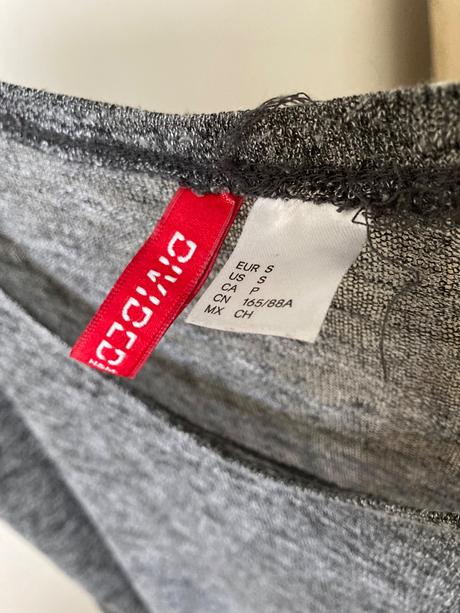 DIVIDED
H&M
EUR S
US S
CA P
CN 165/88A
MX CH